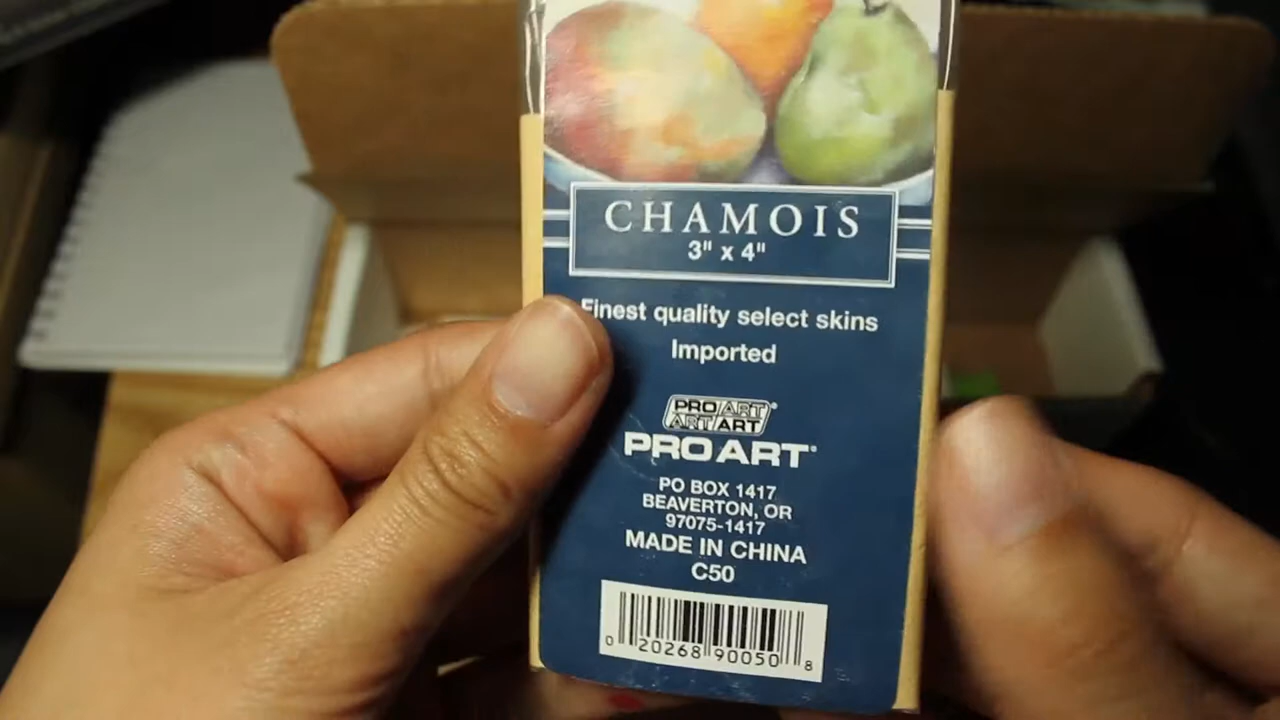 CHAMOIS
3" x 4"
Finest quality select skins
Imported
PRO ART®
ART ART
PRO ART®
PO BOX 1417
BEAVERTON, OR
97075-1417
MADE IN CHINA
C50
0 20268 90050 8